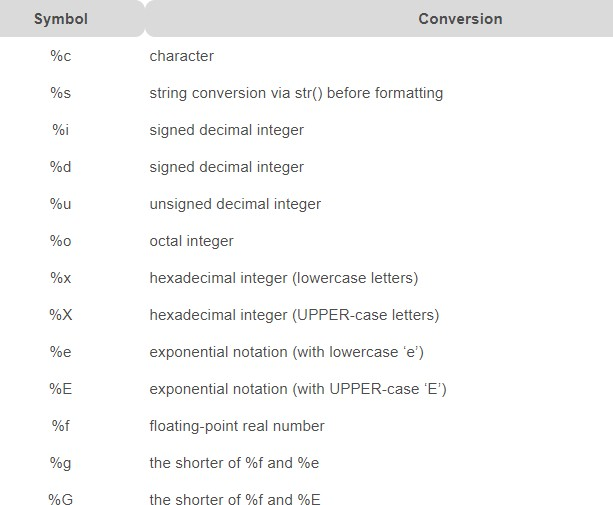 Symbol Conversion
%c character
%s string conversion via str() before formatting
%i signed decimal integer
%d signed decimal integer
%u unsigned decimal integer
%o octal integer
%x hexadecimal integer (lowercase letters)
%X hexadecimal integer (UPPER-case letters)
%e exponential notation (with lowercase ‘e’)
%E exponential notation (with UPPER-case ‘E’)
%f floating-point real number
%g the shorter of %f and %e
%G the shorter of %f and %E